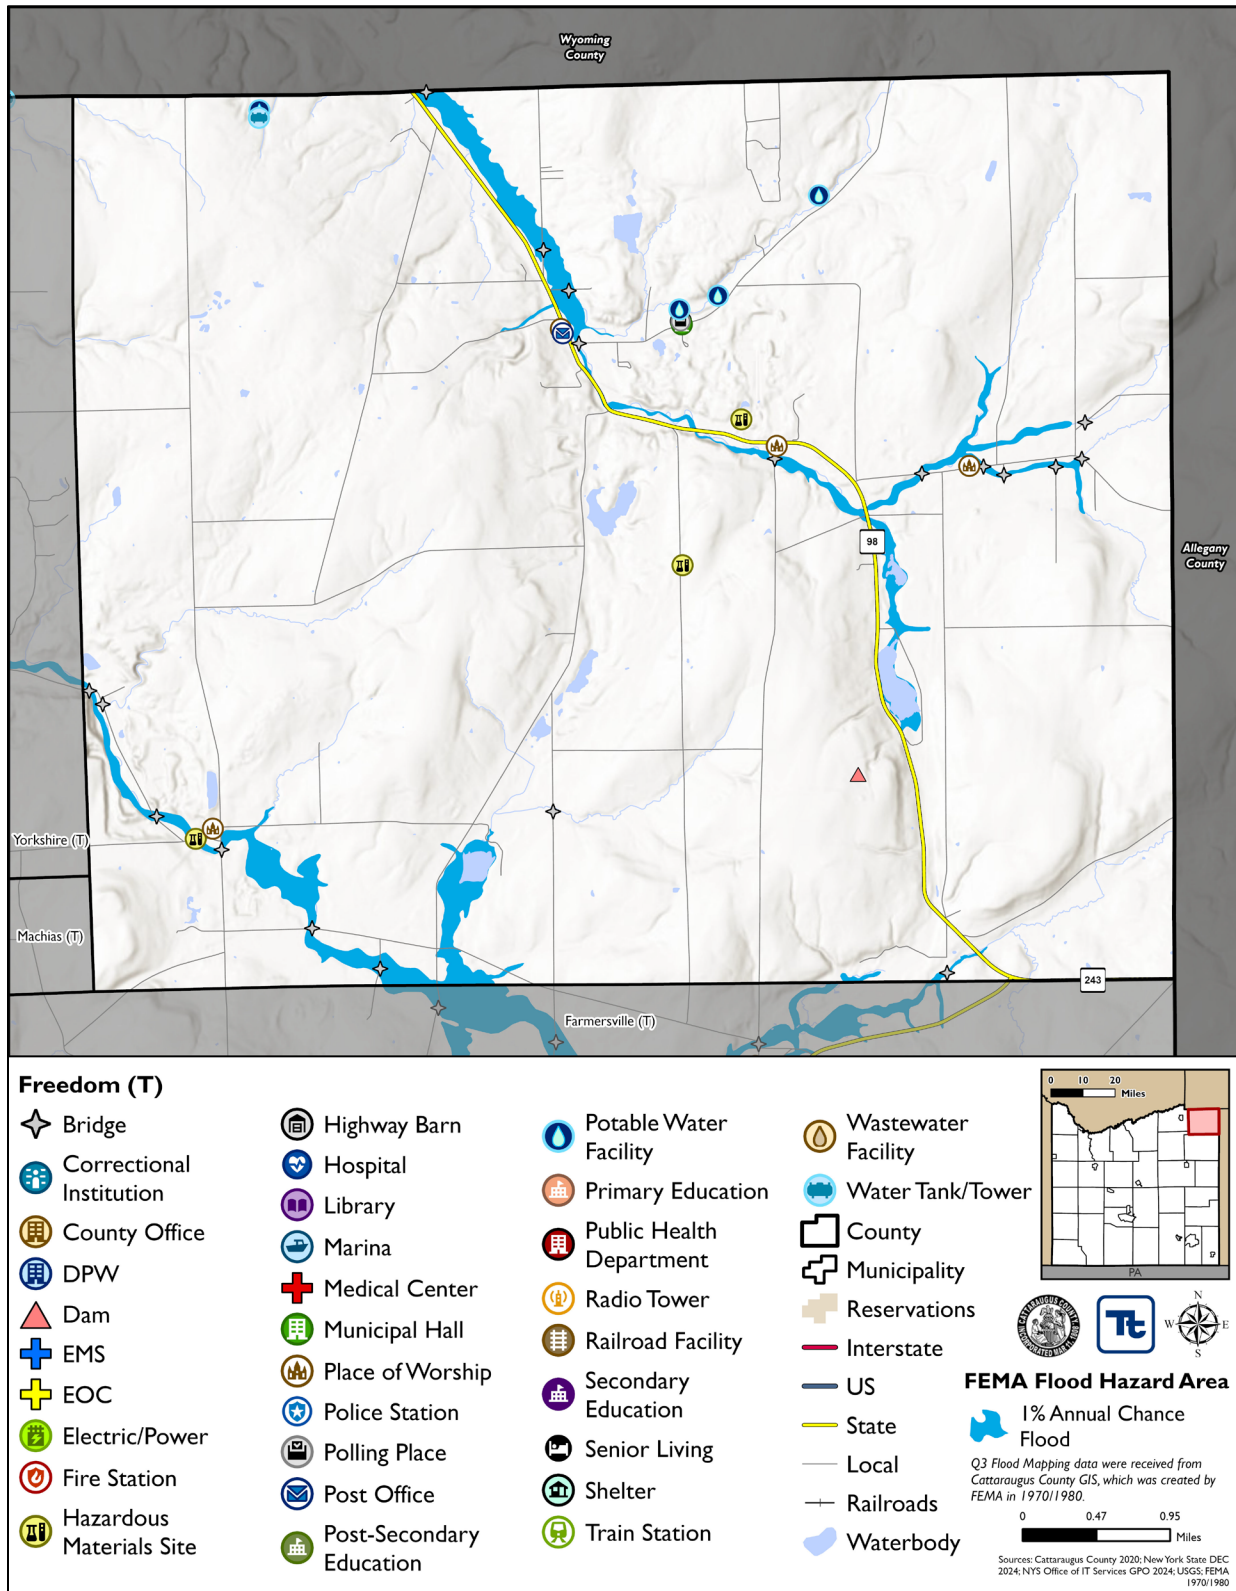 Wyoming
County
98
Allegany
County
Yorkshire (T)
Machias (T)
243
Farmersville (T)
Freedom (T)
Bridge
Correctional
Institution
County Office
DPW
Dam
EMS
EOC
Electric/Power
Fire Station
Hazardous
Materials Site
Highway Barn
Hospital
Library
Marina
Medical Center
Municipal Hall
Place of Worship
Police Station
Polling Place
Post Office
Post-Secondary
Education
Potable Water
Facility
Primary Education
Public Health
Department
Radio Tower
Railroad Facility
Secondary
Education
Senior Living
Shelter
Train Station
Wastewater
Facility
Water Tank/Tower
County
Municipality
Reservations
Interstate
US
State
Local
Railroads
Waterbody
0 10 20
Miles
PA
Tt
N
W E
S
FEMA Flood Hazard Area
1% Annual Chance
Flood
Q3 Flood Mapping data were received from
Cattaraugus County GIS, which was created by
FEMA in 1970/1980.
0 0.47 0.95
Miles
Sources: Cattaraugus County 2020; New York State DEC
2024; NYS Office of IT Services GPO 2024; USGS; FEMA
1970/1980